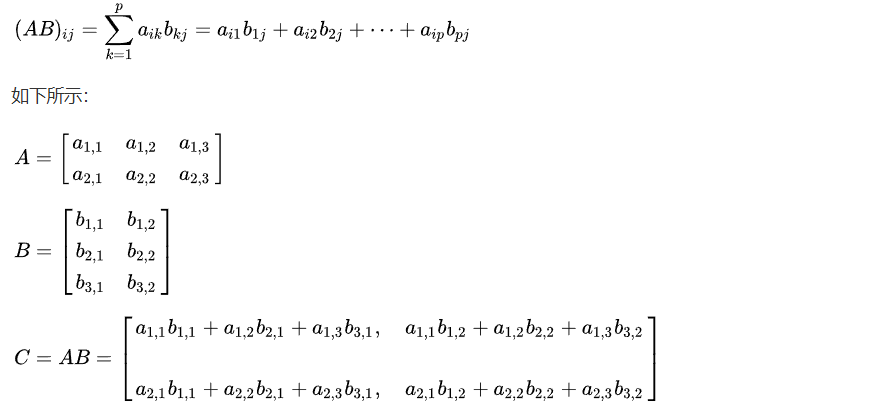 (AB)_{ij} = \sum_{k=1}^{p} a_{ik}b_{kj} = a_{i1}b_{1j} + a_{i2}b_{2j} + \cdots + a_{ip}b_{pj}
如下所示：
A = \begin{bmatrix} a_{1,1} & a_{1,2} & a_{1,3} \\ a_{2,1} & a_{2,2} & a_{2,3} \end{bmatrix}
B = \begin{bmatrix} b_{1,1} & b_{1,2} \\ b_{2,1} & b_{2,2} \\ b_{3,1} & b_{3,2} \end{bmatrix}
C = AB = \begin{bmatrix} a_{1,1}b_{1,1} + a_{1,2}b_{2,1} + a_{1,3}b_{3,1}, & a_{1,1}b_{1,2} + a_{1,2}b_{2,2} + a_{1,3}b_{3,2} \\ a_{2,1}b_{1,1} + a_{2,2}b_{2,1} + a_{2,3}b_{3,1}, & a_{2,1}b_{1,2} + a_{2,2}b_{2,2} + a_{2,3}b_{3,2} \end{bmatrix}